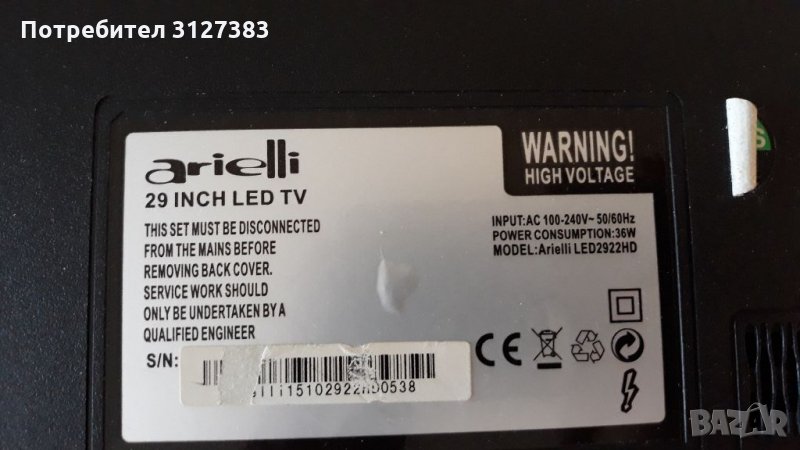 Потребител 3127383
arielli
29 INCH LED TV
THIS SET MUST BE DISCONNECTED
FROM THE MAINS BEFORE
REMOVING BACK COVER.
SERVICE WORK SHOULD
ONLY BE UNDERTAKEN BY A
QUALIFIED ENGINEER
S/N:
WARNING!
HIGH VOLTAGE
INPUT:AC 100-240V~ 50/60Hz
POWER CONSUMPTION:36W
MODEL:Arielli LED2922HD
CE
S
BAZAR